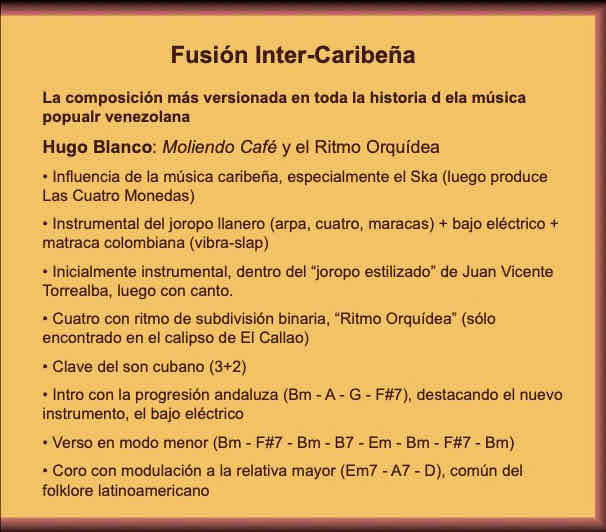 Fusión Inter-Caribeña
La composición más versionada en toda la historia d ela música
popualr venezolana
Hugo Blanco: Moliendo Café y el Ritmo Orquídea
• Influencia de la música caribeña, especialmente el Ska (luego produce
Las Cuatro Monedas)
• Instrumental del joropo llanero (arpa, cuatro, maracas) + bajo eléctrico +
matraca colombiana (vibra-slap)
• Inicialmente instrumental, dentro del “joropo estilizado” de Juan Vicente
Torrealba, luego con canto.
• Cuatro con ritmo de subdivisión binaria, “Ritmo Orquídea” (sólo
encontrado en el calipso de El Callao)
• Clave del son cubano (3+2)
• Intro con la progresión andaluza (Bm - A - G - F#7), destacando el nuevo
instrumento, el bajo eléctrico
• Verso en modo menor (Bm - F#7 - Bm - B7 - Em - Bm - F#7 - Bm)
• Coro con modulación a la relativa mayor (Em7 - A7 - D), común del
folklore latinoamericano